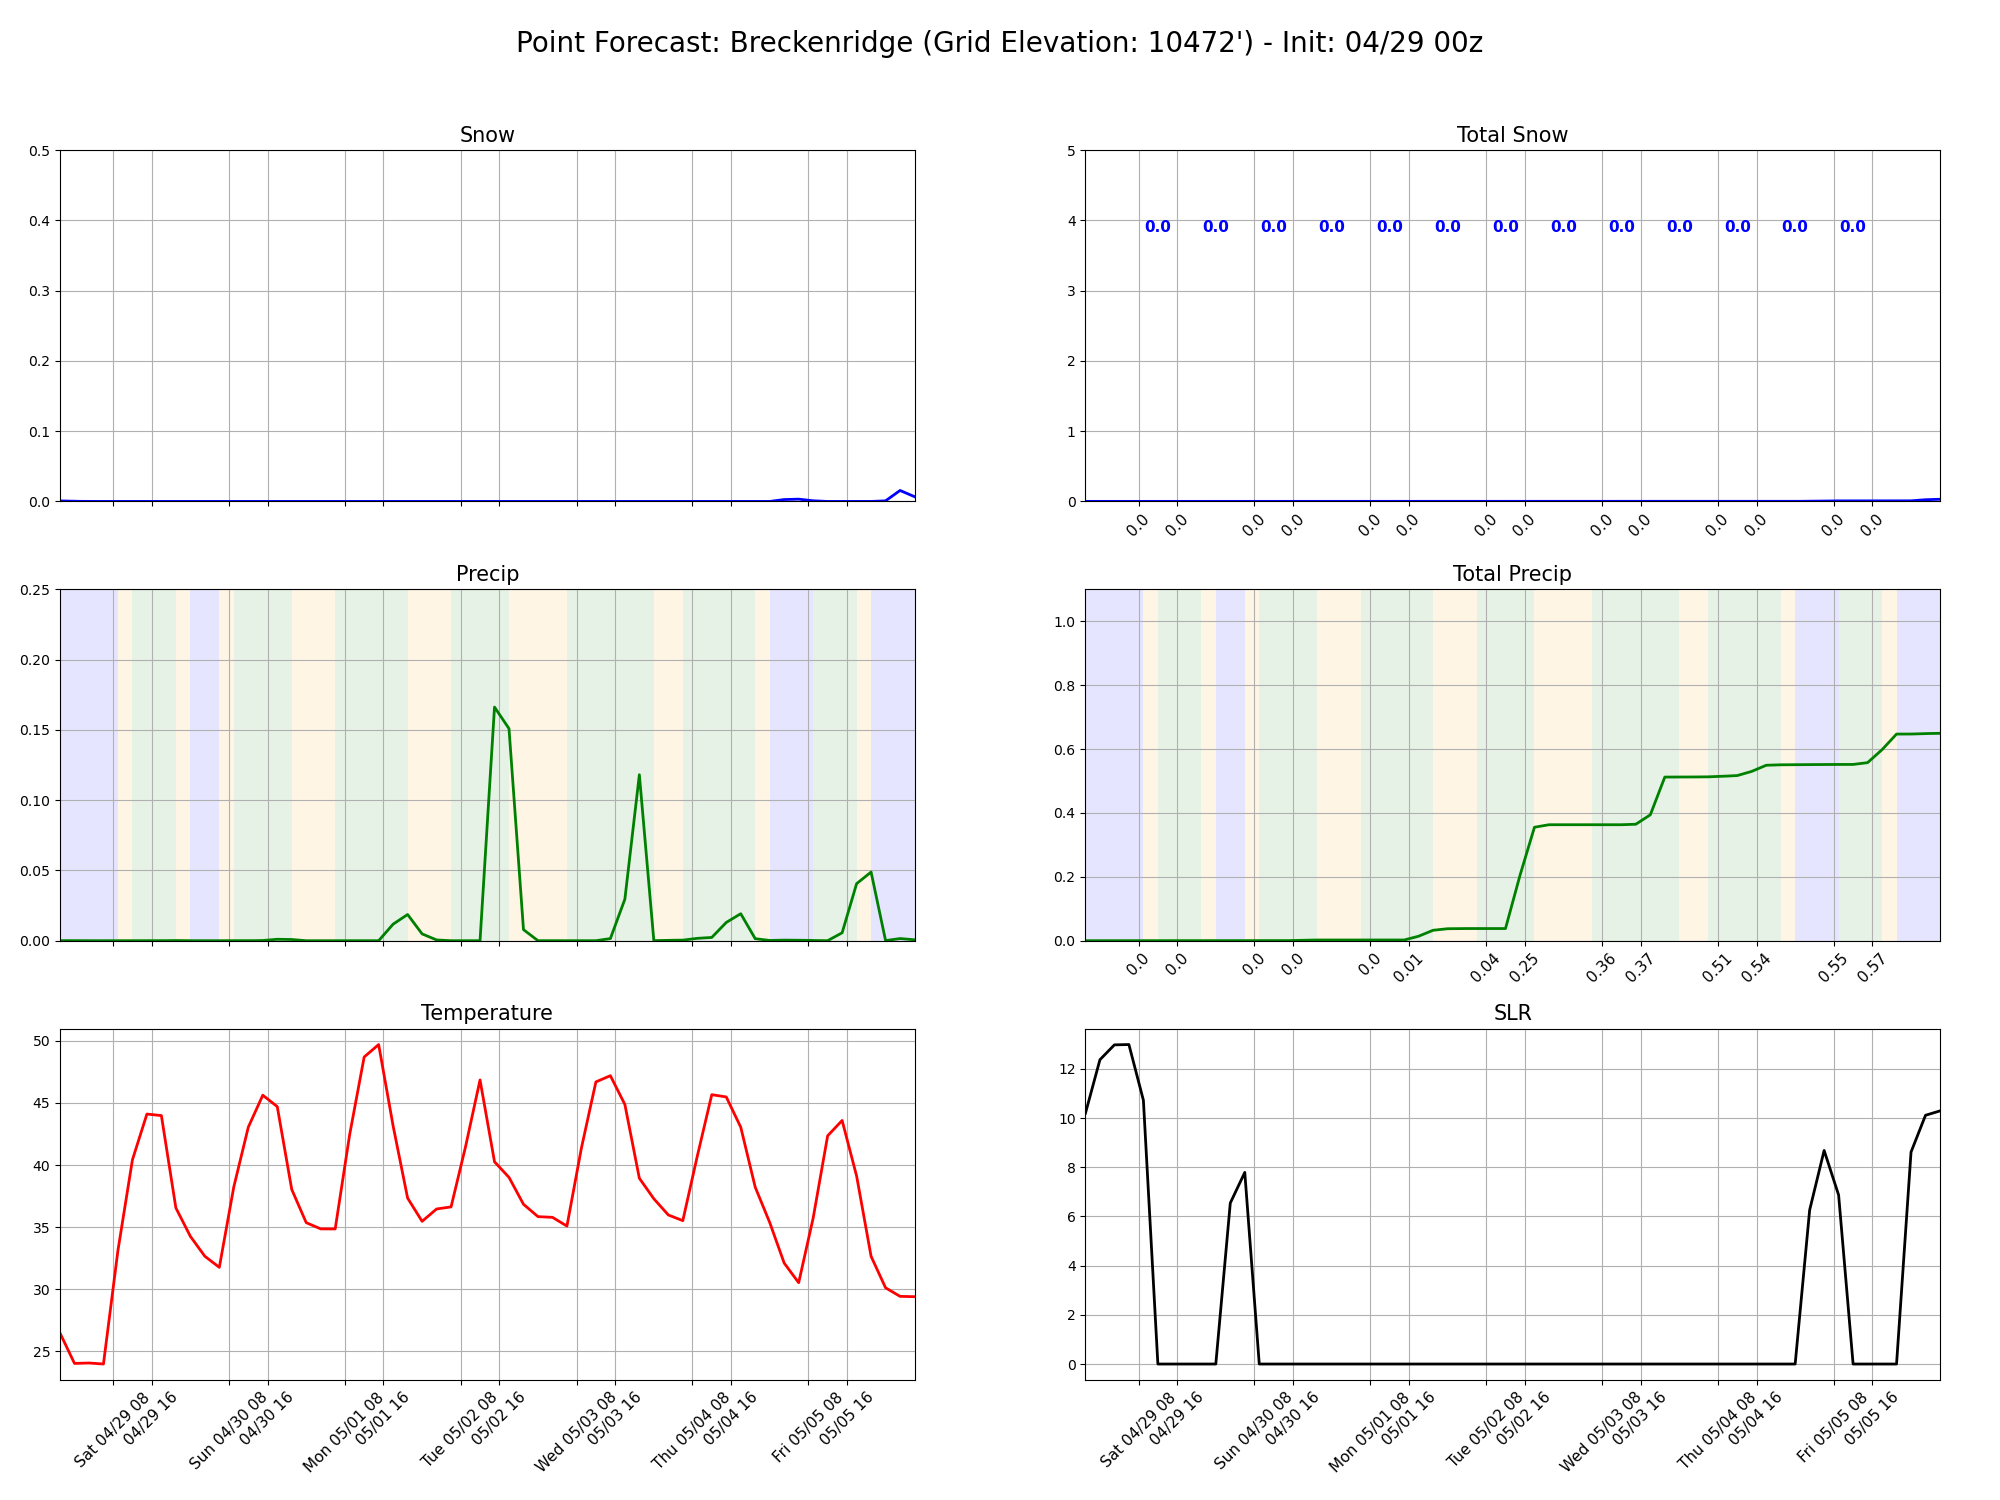 Point Forecast: Breckenridge (Grid Elevation: 10472') - Init: 04/29 00z
Snow
0.5
0.4
0.3
0.2
0.1
0.0
Total Snow
5
4
3
2
1
0
0.0 0.0 0.0 0.0 0.0 0.0 0.0 0.0 0.0 0.0 0.0 0.0 0.0
0.0 0.0 0.0 0.0 0.0 0.0 0.0 0.0 0.0 0.0 0.0 0.0 0.0 0.0
Precip
0.25
0.20
0.15
0.10
0.05
0.00
Total Precip
1.0
0.8
0.6
0.4
0.2
0.0
0.0 0.0 0.0 0.0 0.0 0.01 0.04 0.25 0.36 0.37 0.51 0.54 0.55 0.57
Temperature
50
45
40
35
30
25
Sat 04/29 08
04/29 16
Sun 04/30 08
04/30 16
Mon 05/01 08
05/01 16
Tue 05/02 08
05/02 16
Wed 05/03 08
05/03 16
Thu 05/04 08
05/04 16
Fri 05/05 08
05/05 16
SLR
12
10
8
6
4
2
0
Sat 04/29 08
04/29 16
Sun 04/30 08
04/30 16
Mon 05/01 08
05/01 16
Tue 05/02 08
05/02 16
Wed 05/03 08
05/03 16
Thu 05/04 08
05/04 16
Fri 05/05 08
05/05 16